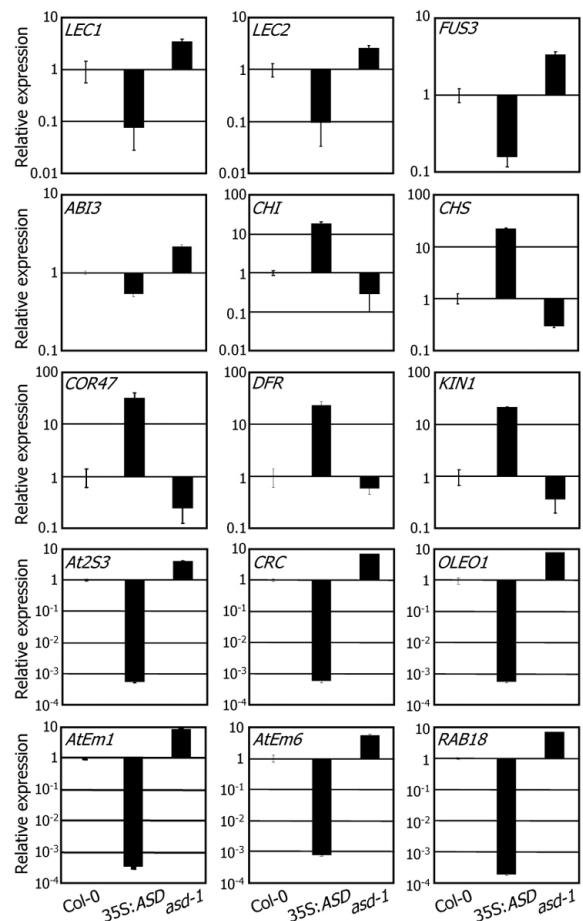 LEC1 LEC2 FUS3
Relative expression
10 10 10
1 1 1
0.1 0.1
0.01 0.01 0.1
ABI3 CHI CHS
Relative expression
10 100 100
10 10
1 1 1
0.1
0.1 0.01 0.1
COR47 DFR KIN1
Relative expression
100 100 100
10 10 10
1 1 1
0.1 0.1 0.1
At2S3 CRC OLEO1
Relative expression
10 10 10
1 1 1
10⁻¹ 10⁻¹ 10⁻¹
10⁻² 10⁻² 10⁻²
10⁻³ 10⁻³ 10⁻³
10⁻⁴ 10⁻⁴ 10⁻⁴
AtEm1 AtEm6 RAB18
Relative expression
10 10 10
1 1 1
10⁻¹ 10⁻¹ 10⁻¹
10⁻² 10⁻² 10⁻²
10⁻³ 10⁻³ 10⁻³
10⁻⁴ 10⁻⁴ 10⁻⁴
Col-0 35S:ASD asd-1 Col-0 35S:ASD asd-1 Col-0 35S:ASD asd-1